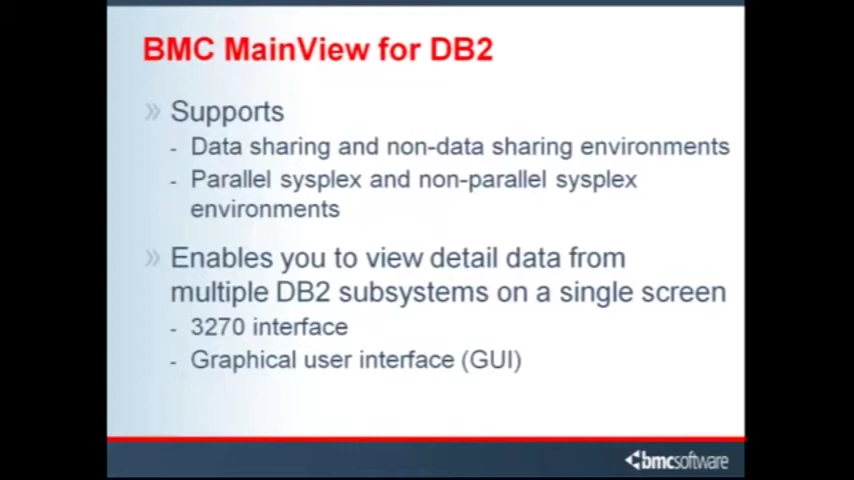 BMC MainView for DB2
» Supports
- Data sharing and non-data sharing environments
- Parallel sysplex and non-parallel sysplex
environments
» Enables you to view detail data from
multiple DB2 subsystems on a single screen
- 3270 interface
- Graphical user interface (GUI)
bmcsoftware